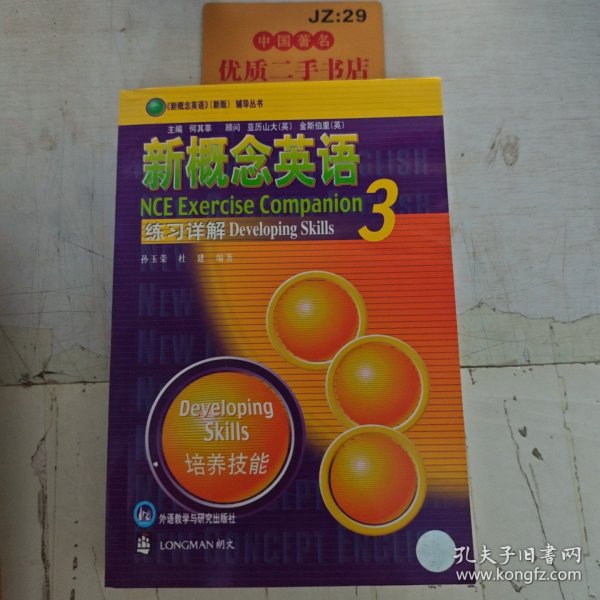 JZ:29
中国著名
优质二手书店
《新概念英语》(新版) 辅导丛书
主编 何其莘 顾问 亚历山大(英) 金斯伯里(英)
新概念英语
NCE Exercise Companion
3
练习详解 Developing Skills
孙玉荣 杜建 编著
Developing
Skills
培养技能
外语教学与研究出版社
LONGMAN 朗文
孔夫子旧书网
www.kongfz.com